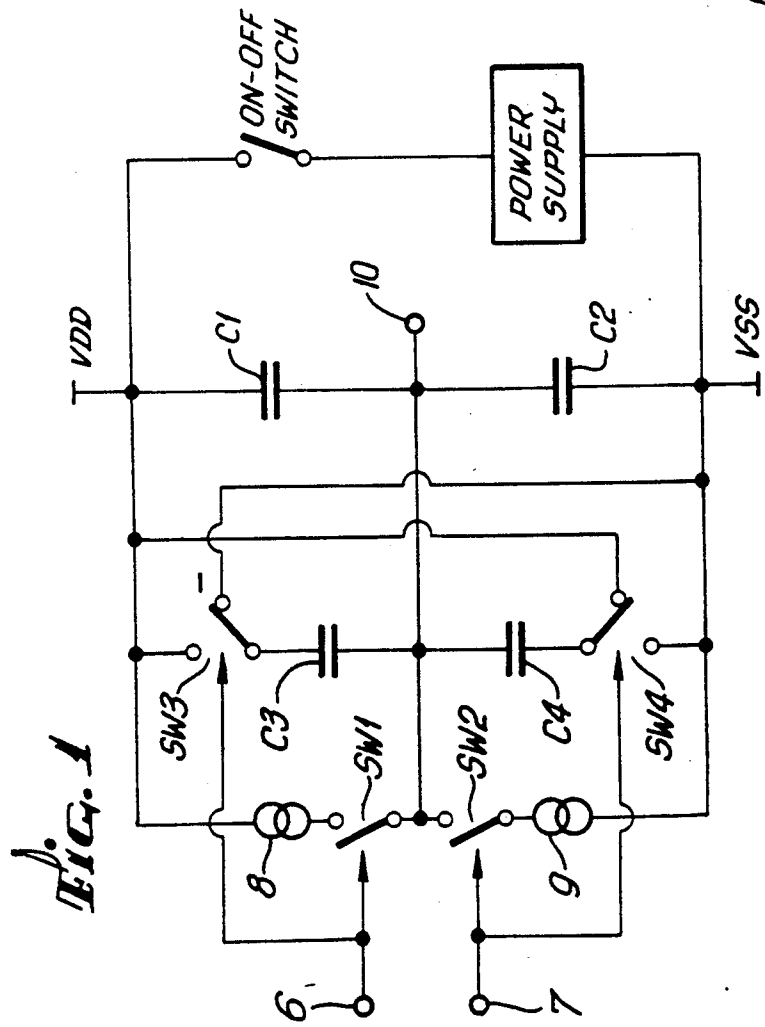 Fig. 1
VDD
ON-OFF
SWITCH
SW3
C1
8
C3
6
SW1
10
SW2
7
C4
C2
9
SW4
POWER
SUPPLY
VSS